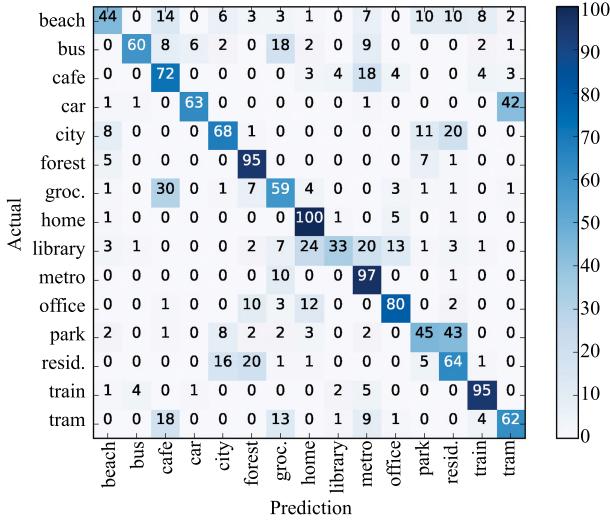 beach 44 0 14 0 6 3 3 1 0 7 0 10 10 8 2
bus 0 60 8 6 2 0 18 2 0 9 0 0 0 2 1
cafe 0 0 72 0 0 0 0 3 4 18 4 0 0 4 3
car 1 1 0 63 0 0 0 0 0 1 0 0 0 0 42
city 8 0 0 0 68 1 0 0 0 0 0 11 20 0 0
forest 5 0 0 0 0 95 0 0 0 0 0 7 1 0 0
groc. 1 0 30 0 1 7 59 4 0 0 3 1 1 0 1
home 1 0 0 0 0 0 0 100 1 0 5 0 0 0 0
library 3 1 0 0 0 2 7 24 33 20 13 1 3 1 0
metro 0 0 0 0 0 0 10 0 0 97 0 0 1 0 0
office 0 0 1 0 0 10 3 12 0 0 80 0 2 0 0
park 2 0 1 0 8 2 2 3 0 2 0 45 43 0 0
resid. 0 0 0 0 16 20 1 1 0 0 0 5 64 1 0
train 1 4 0 1 0 0 0 0 2 5 0 0 0 95 0
tram 0 0 18 0 0 0 13 0 1 9 1 0 0 4 62
beach bus cafe car city forest groc. home library metro office park resid. train tram
Prediction
Actual
100
90
80
70
60
50
40
30
20
10
0